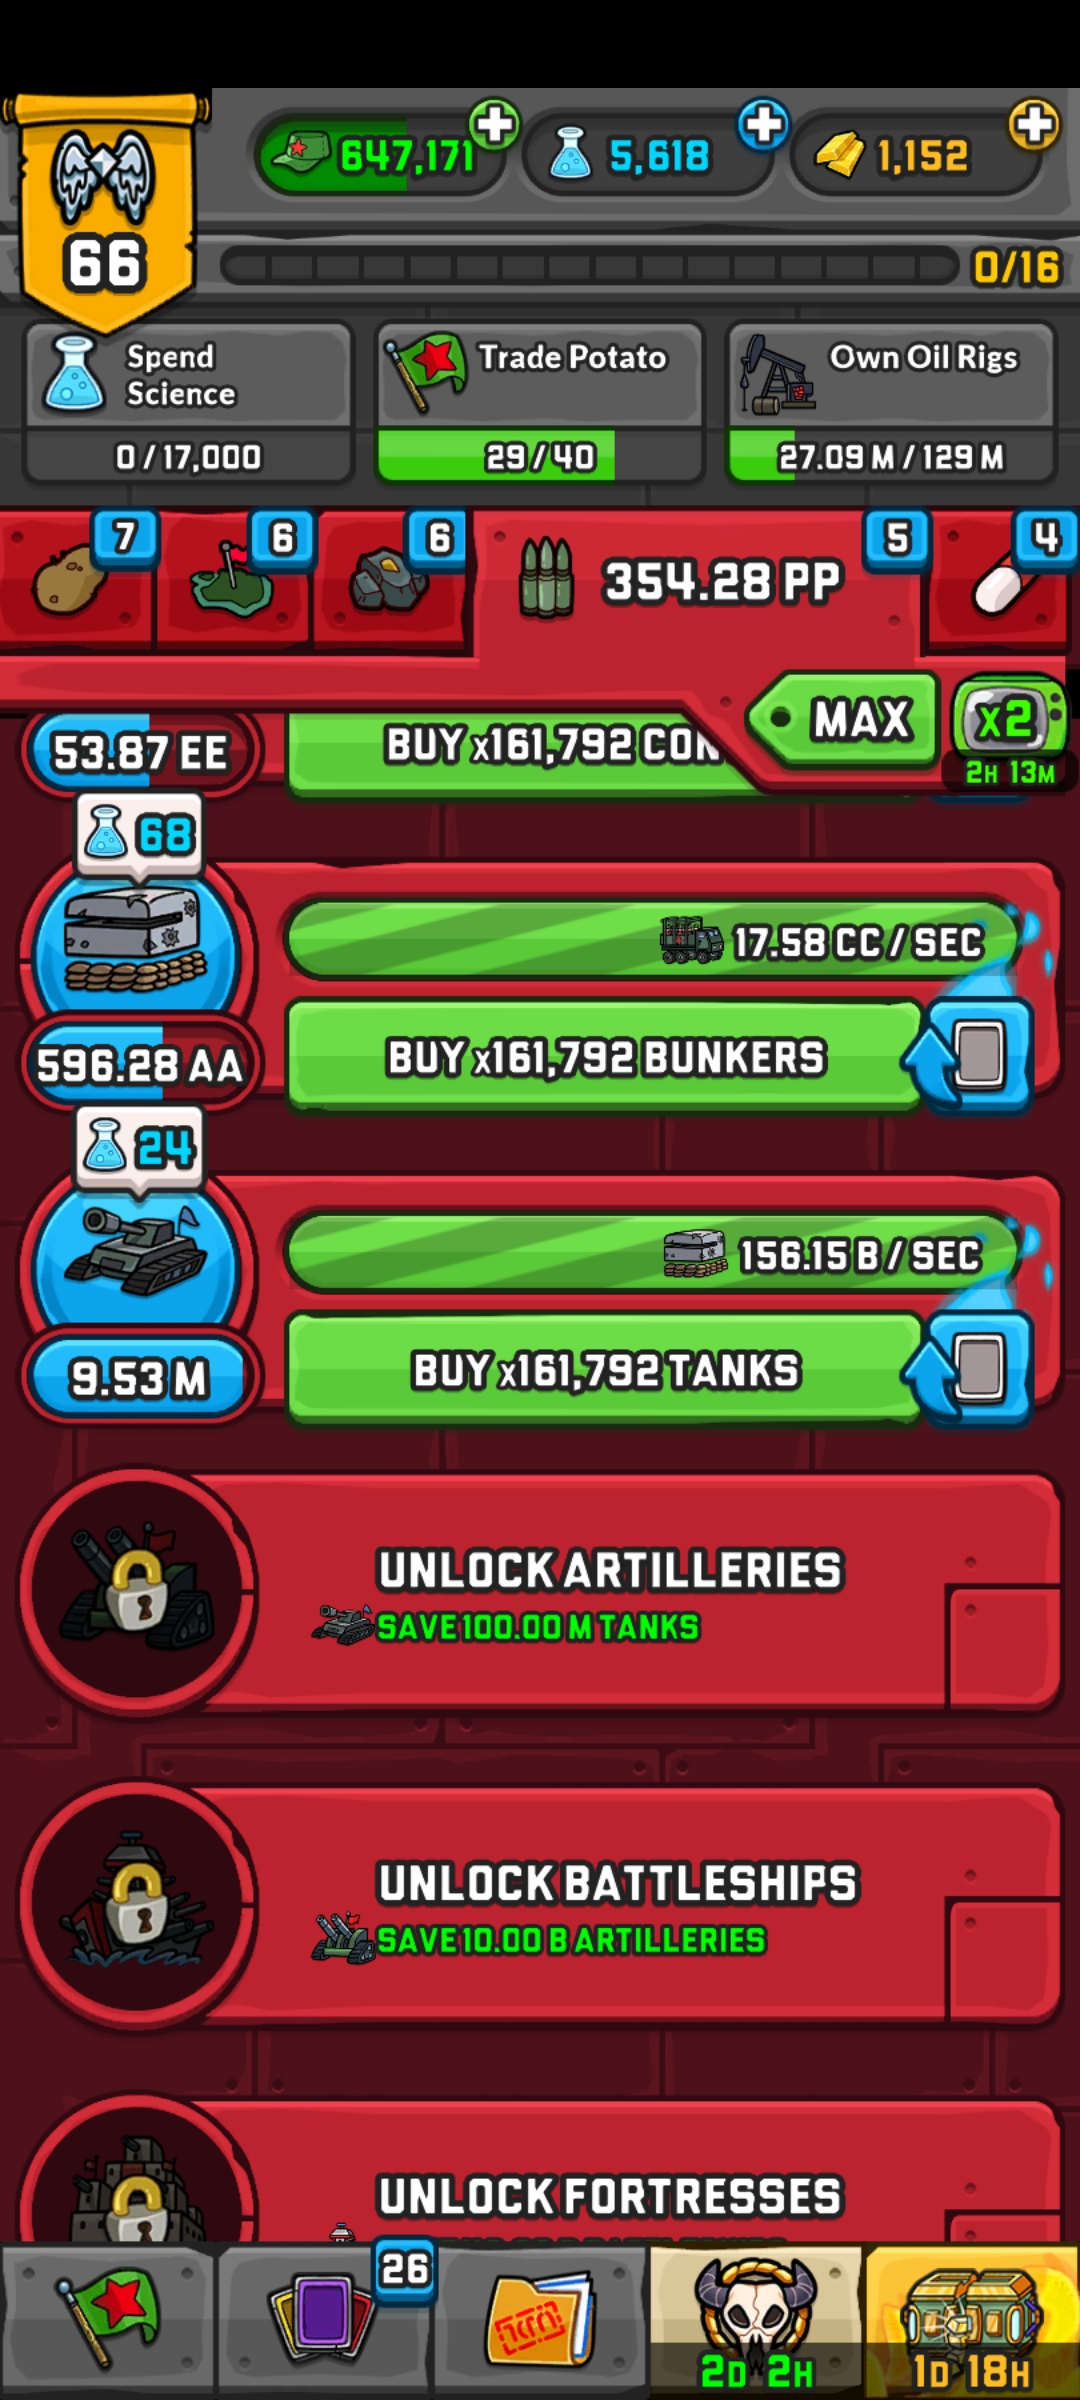 647,171
5,618
1,152
66
0/16
Spend
Science
0/17,000
Trade Potato
29/40
Own Oil Rigs
27.09 M/129 M
7
6
6
354.28 PP
5
4
MAX
x2
2H 13M
53.87 EE
BUY x161,792 CON
68
17.58 CC/SEC
596.28 AA
BUY x161,792 BUNKERS
24
156.15 B/SEC
9.53 M
BUY x161,792 TANKS
UNLOCK ARTILLERIES
SAVE 100.00 M TANKS
UNLOCK BATTLESHIPS
SAVE 10.00 B ARTILLERIES
UNLOCK FORTRESSES
26
2D 2H
1D 18H